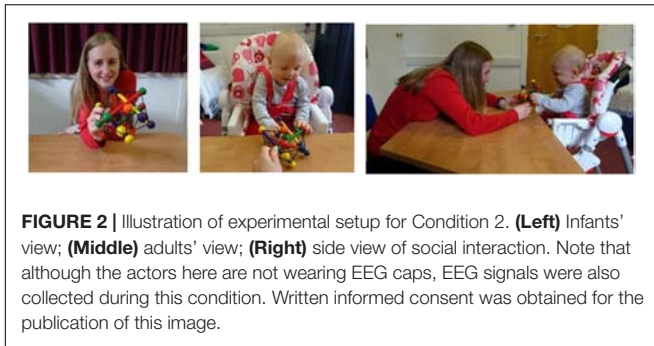 FIGURE 2 | Illustration of experimental setup for Condition 2. (Left) Infants’
view; (Middle) adults’ view; (Right) side view of social interaction. Note that
although the actors here are not wearing EEG caps, EEG signals were also
collected during this condition. Written informed consent was obtained for the
publication of this image.